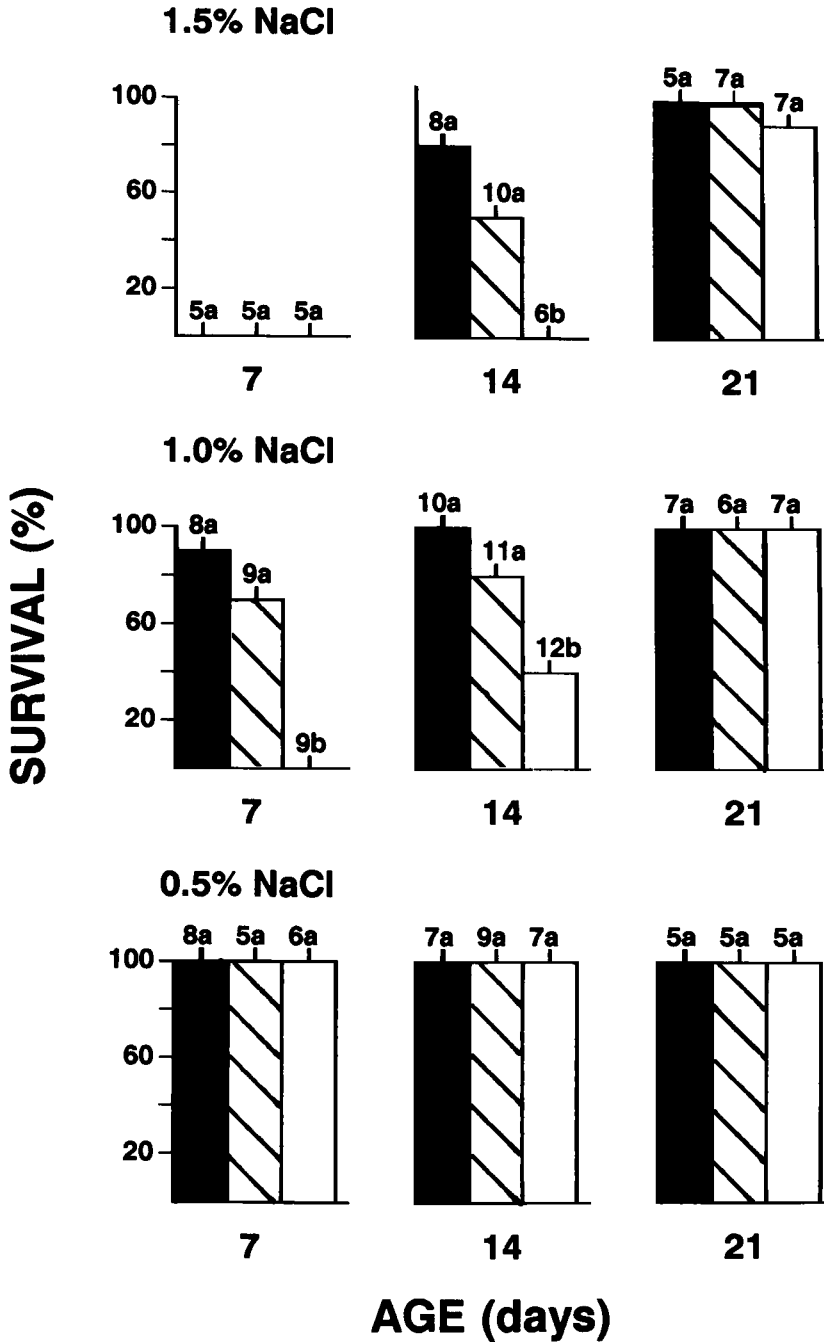 1.5% NaCl
100
60
20
5a 5a 5a
8a
10a
6b
5a 7a 7a
7 14 21
SURVIVAL (%)
1.0% NaCl
100
60
20
8a
9a
9b
10a
11a
12b
7a 6a 7a
7 14 21
0.5% NaCl
100
60
20
8a 5a 6a
7a 9a 7a
5a 5a 5a
7 14 21
AGE (days)